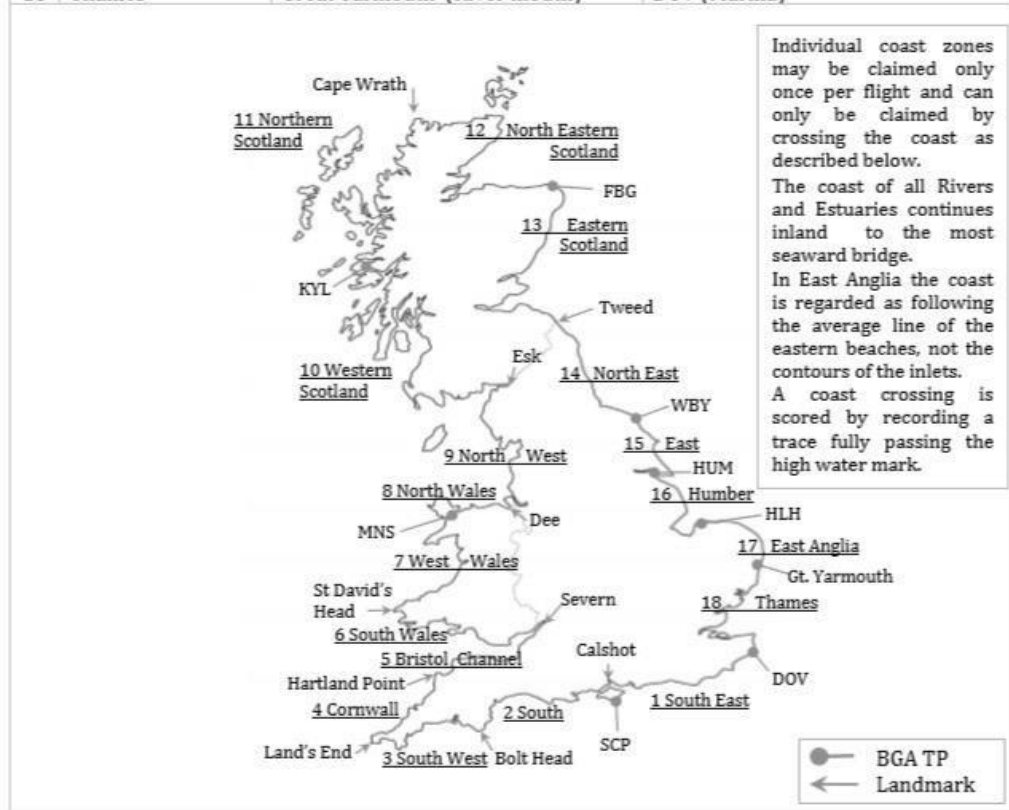 Individual coast zones
may be claimed only
once per flight and can
only be claimed by
crossing the coast as
described below.
The coast of all Rivers
and Estuaries continues
inland to the most
seaward bridge.
In East Anglia the coast
is regarded as following
the average line of the
eastern beaches, not the
contours of the inlets.
A coast crossing is
scored by recording a
trace fully passing the
high water mark.
Cape Wrath
11 Northern
Scotland
12 North Eastern
Scotland
FBG
13 Eastern
Scotland
KYL
Tweed
Esk
10 Western
Scotland
14 North East
WBY
15 East
9 North West
HUM
8 North Wales
16 Humber
MNS
Dee
HLH
17 East Anglia
7 West Wales
Gt. Yarmouth
St David's
Head
Severn
18 Thames
6 South Wales
5 Bristol Channel
Calshot
Hartland Point
DOV
4 Cornwall
2 South
1 South East
SCP
Land's End
3 South West
Bolt Head
BGA TP
Landmark